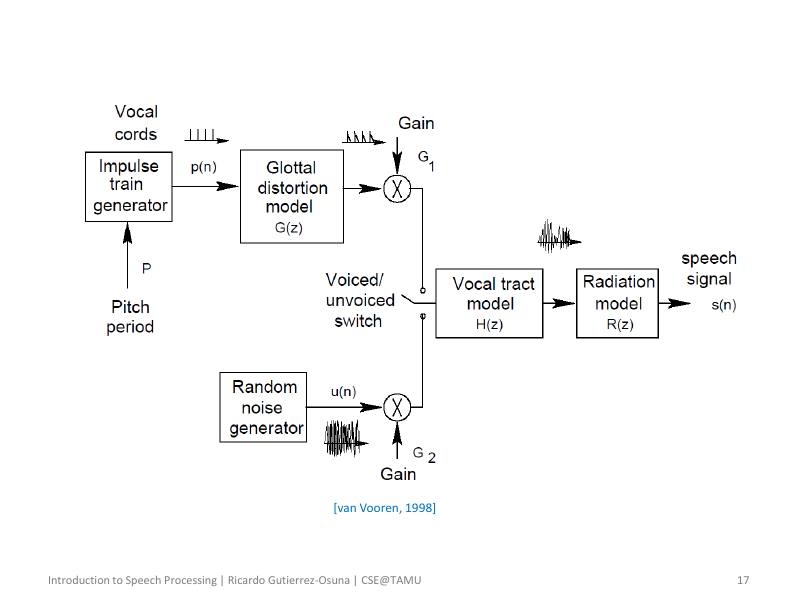 Vocal
cords
Impulse
train
generator
p(n)
Glottal
distortion
model
G(z)
Gain
G1
X
P
Pitch
period
Voiced/
unvoiced
switch
Vocal tract
model
H(z)
Radiation
model
R(z)
speech
signal
s(n)
Random
noise
generator
u(n)
X
G2
Gain
[van Vooren, 1998]
Introduction to Speech Processing | Ricardo Gutierrez-Osuna | CSE@TAMU
17